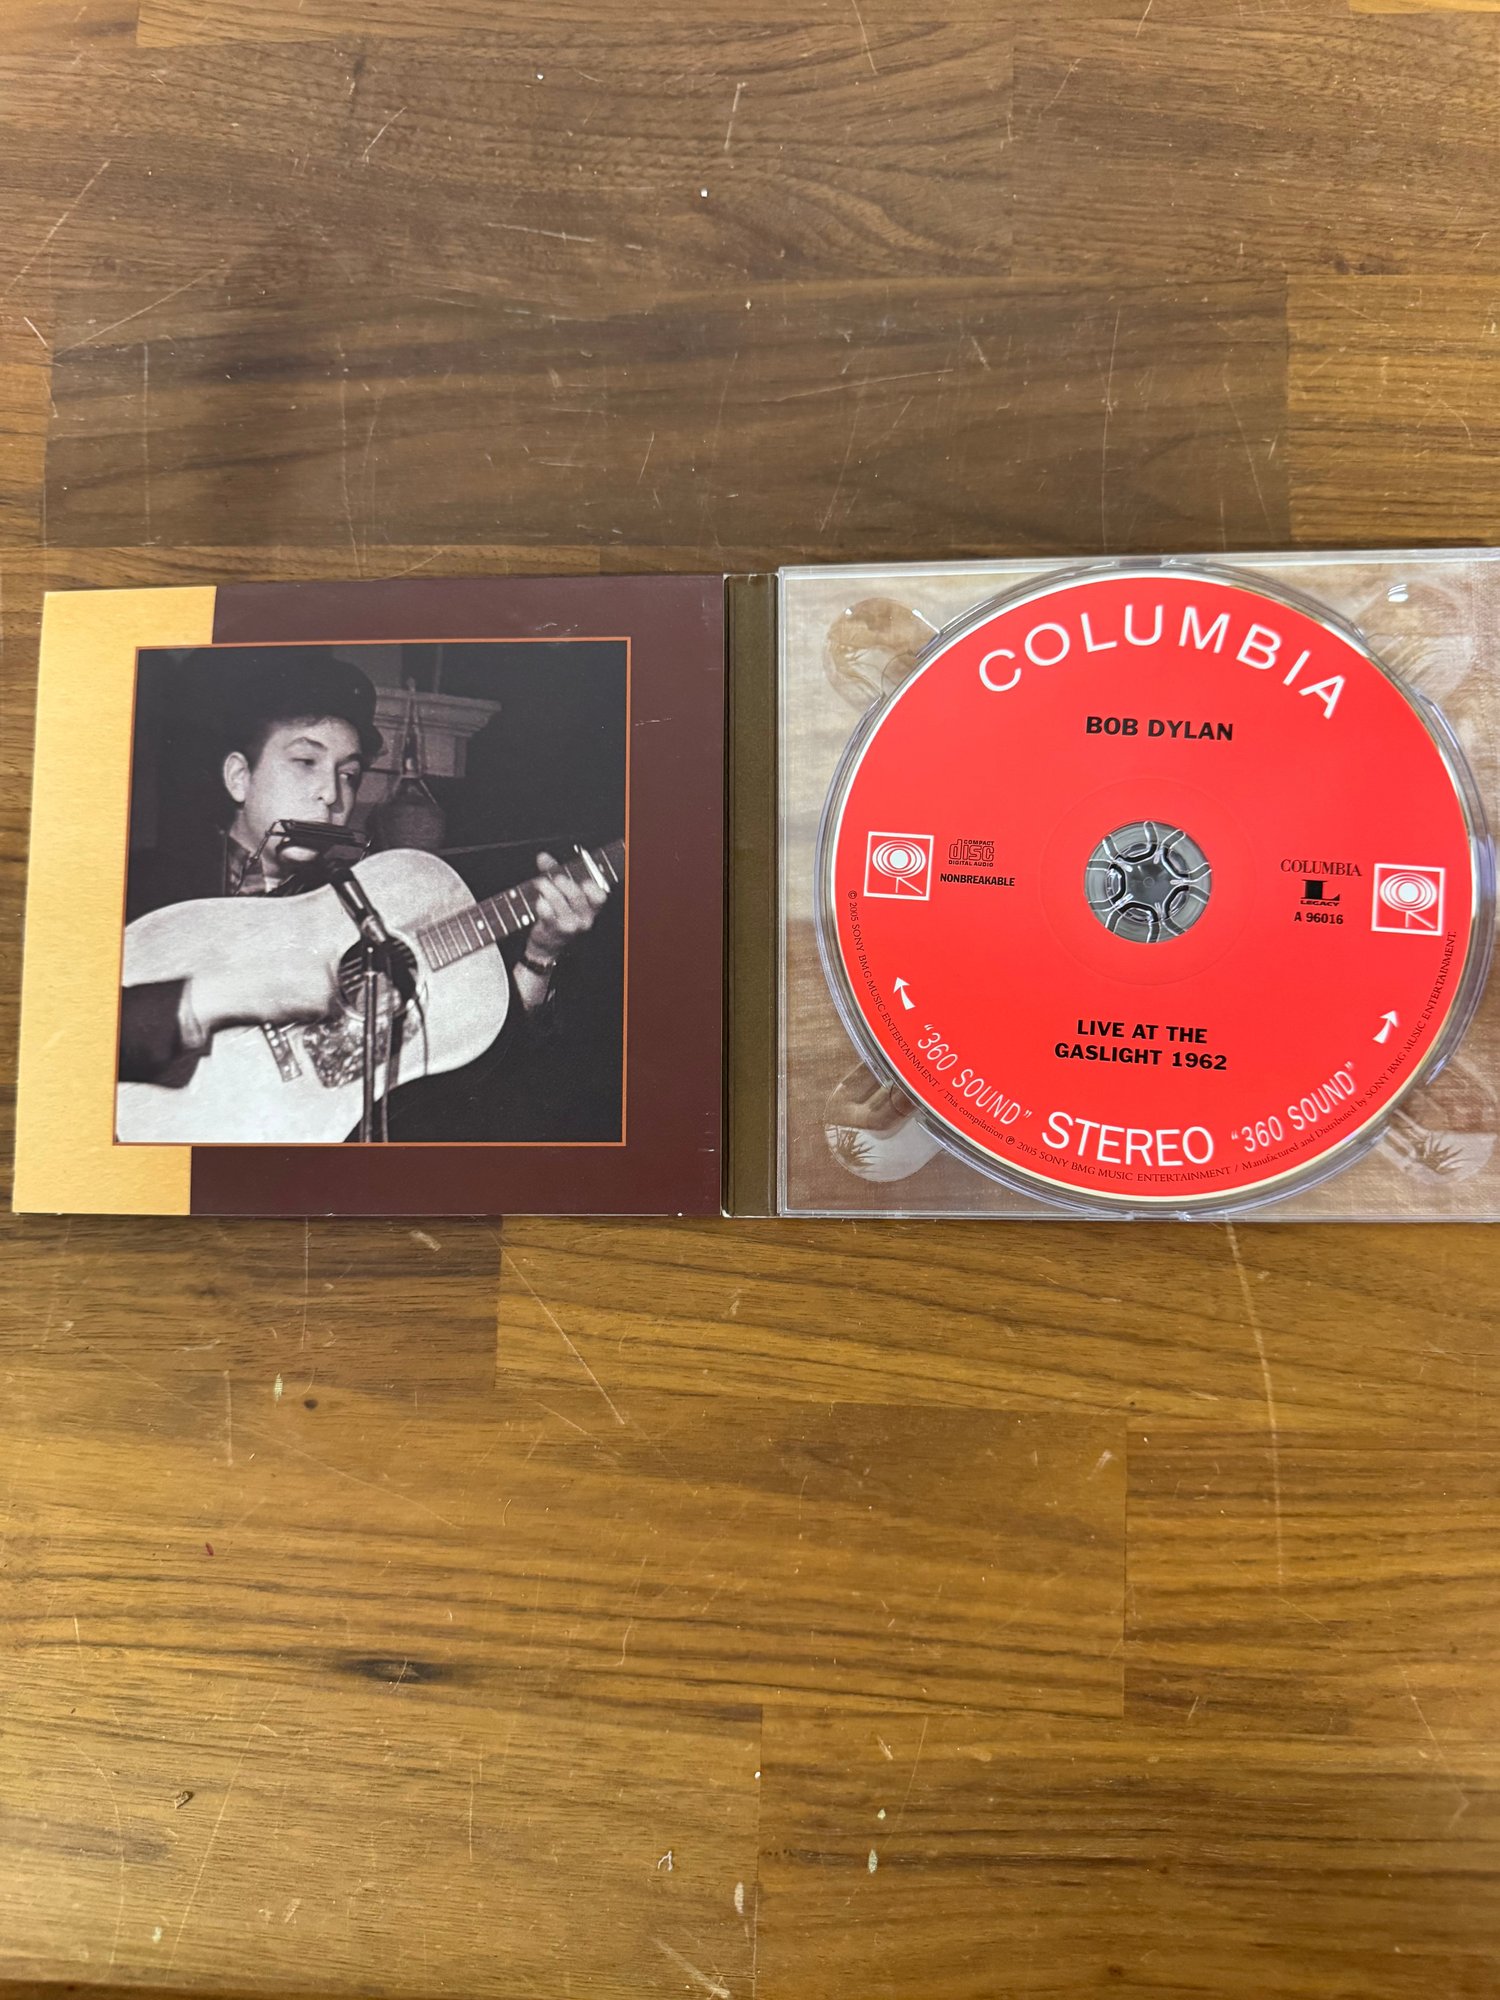 COLUMBIA
BOB DYLAN
COMPACT
disc
DIGITAL AUDIO
NONBREAKABLE
COLUMBIA
L
LEGACY
A 96016
LIVE AT THE
GASLIGHT 1962
"360 SOUND" STEREO "360 SOUND"
© 2005 SONY BMG MUSIC ENTERTAINMENT / This compilation ℗ 2005 SONY BMG MUSIC ENTERTAINMENT / Manufactured and Distributed by SONY BMG MUSIC ENTERTAINMENT.